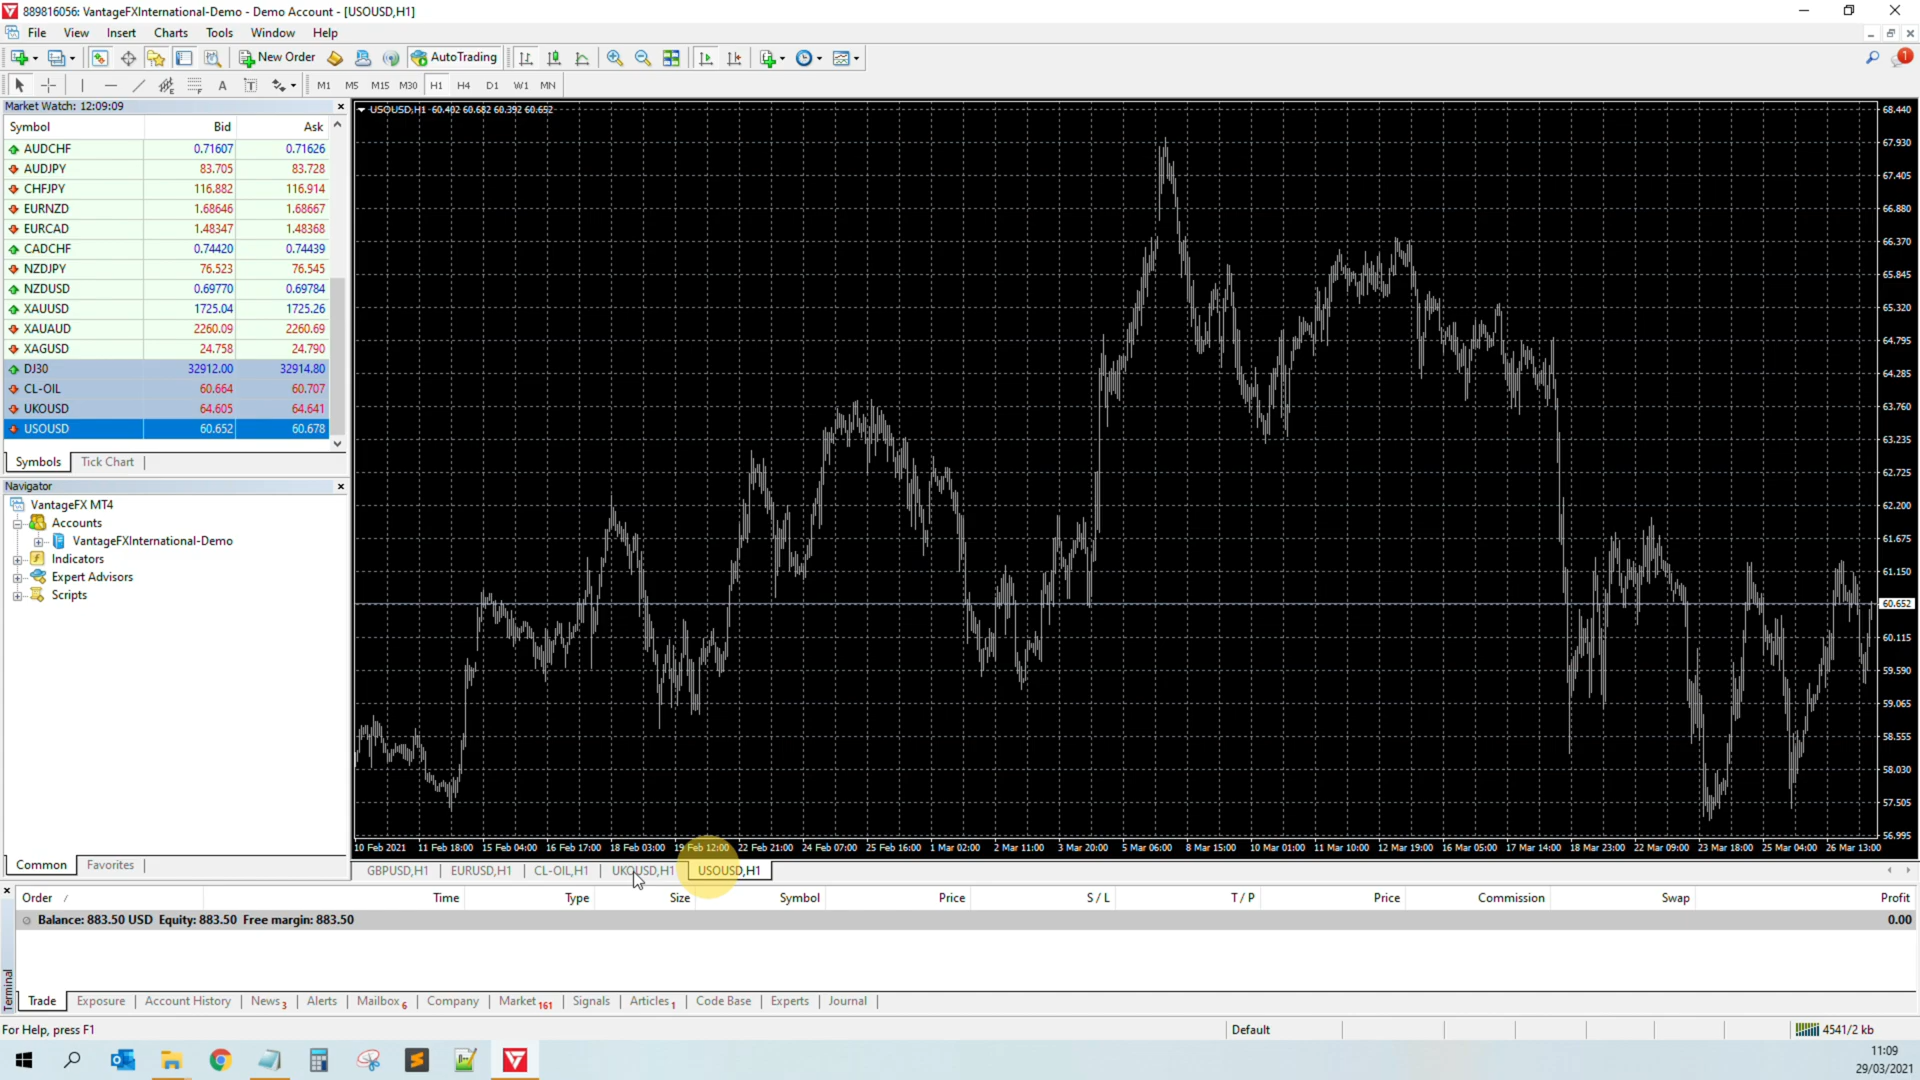 889816056: VantageFXInternational-Demo - Demo Account - [USOUSD,H1]
File View Insert Charts Tools Window Help
New Order AutoTrading 1
A T M1 M5 M15 M30 H1 H4 D1 W1 MN
Market Watch: 12:09:09
Symbol Bid Ask
AUDCHF 0.71607 0.71626
AUDJPY 83.705 83.728
CHFJPY 116.882 116.914
EURNZD 1.68646 1.68667
EURCAD 1.48347 1.48368
CADCHF 0.74420 0.74439
NZDJPY 76.523 76.545
NZDUSD 0.69770 0.69784
XAUUSD 1725.04 1725.26
XAUAUD 2260.09 2260.69
XAGUSD 24.758 24.790
DJ30 32912.00 32914.80
CL-OIL 60.664 60.707
UKOUSD 64.605 64.641
USOUSD 60.652 60.678
Symbols Tick Chart
Navigator
VantageFX MT4
Accounts
VantageFXInternational-Demo
Indicators
Expert Advisors
Scripts
Common Favorites
USOUSD,H1 60.402 60.682 60.392 60.652
68.440
67.930
67.405
66.880
66.370
65.845
65.320
64.795
64.285
63.760
63.235
62.725
62.200
61.675
61.150
60.652
60.115
59.590
59.065
58.555
58.030
57.505
56.995
10 Feb 2021 11 Feb 18:00 15 Feb 04:00 16 Feb 17:00 18 Feb 03:00 19 Feb 12:00 22 Feb 21:00 24 Feb 07:00 25 Feb 16:00 1 Mar 02:00 2 Mar 11:00 3 Mar 20:00 5 Mar 06:00 8 Mar 15:00 10 Mar 01:00 11 Mar 10:00 12 Mar 19:00 16 Mar 05:00 17 Mar 14:00 18 Mar 23:00 22 Mar 09:00 23 Mar 18:00 25 Mar 04:00 26 Mar 13:00
GBPUSD,H1 EURUSD,H1 CL-OIL,H1 UKOUSD,H1 USOUSD,H1
Order / Time Type Size Symbol Price S / L T / P Price Commission Swap Profit
Balance: 883.50 USD Equity: 883.50 Free margin: 883.50 0.00
Terminal
Trade Exposure Account History News 3 Alerts Mailbox 6 Company Market 161 Signals Articles 1 Code Base Experts Journal
For Help, press F1 Default 4541/2 kb
11:09
29/03/2021